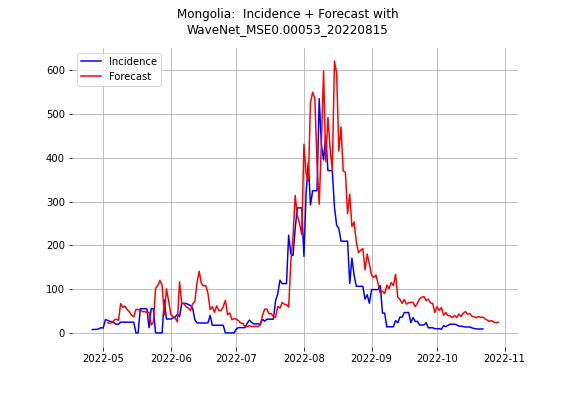 Mongolia:  Incidence + Forecast with
WaveNet_MSE0.00053_20220815
Incidence
Forecast
600
500
400
300
200
100
0
2022-05 2022-06 2022-07 2022-08 2022-09 2022-10 2022-11